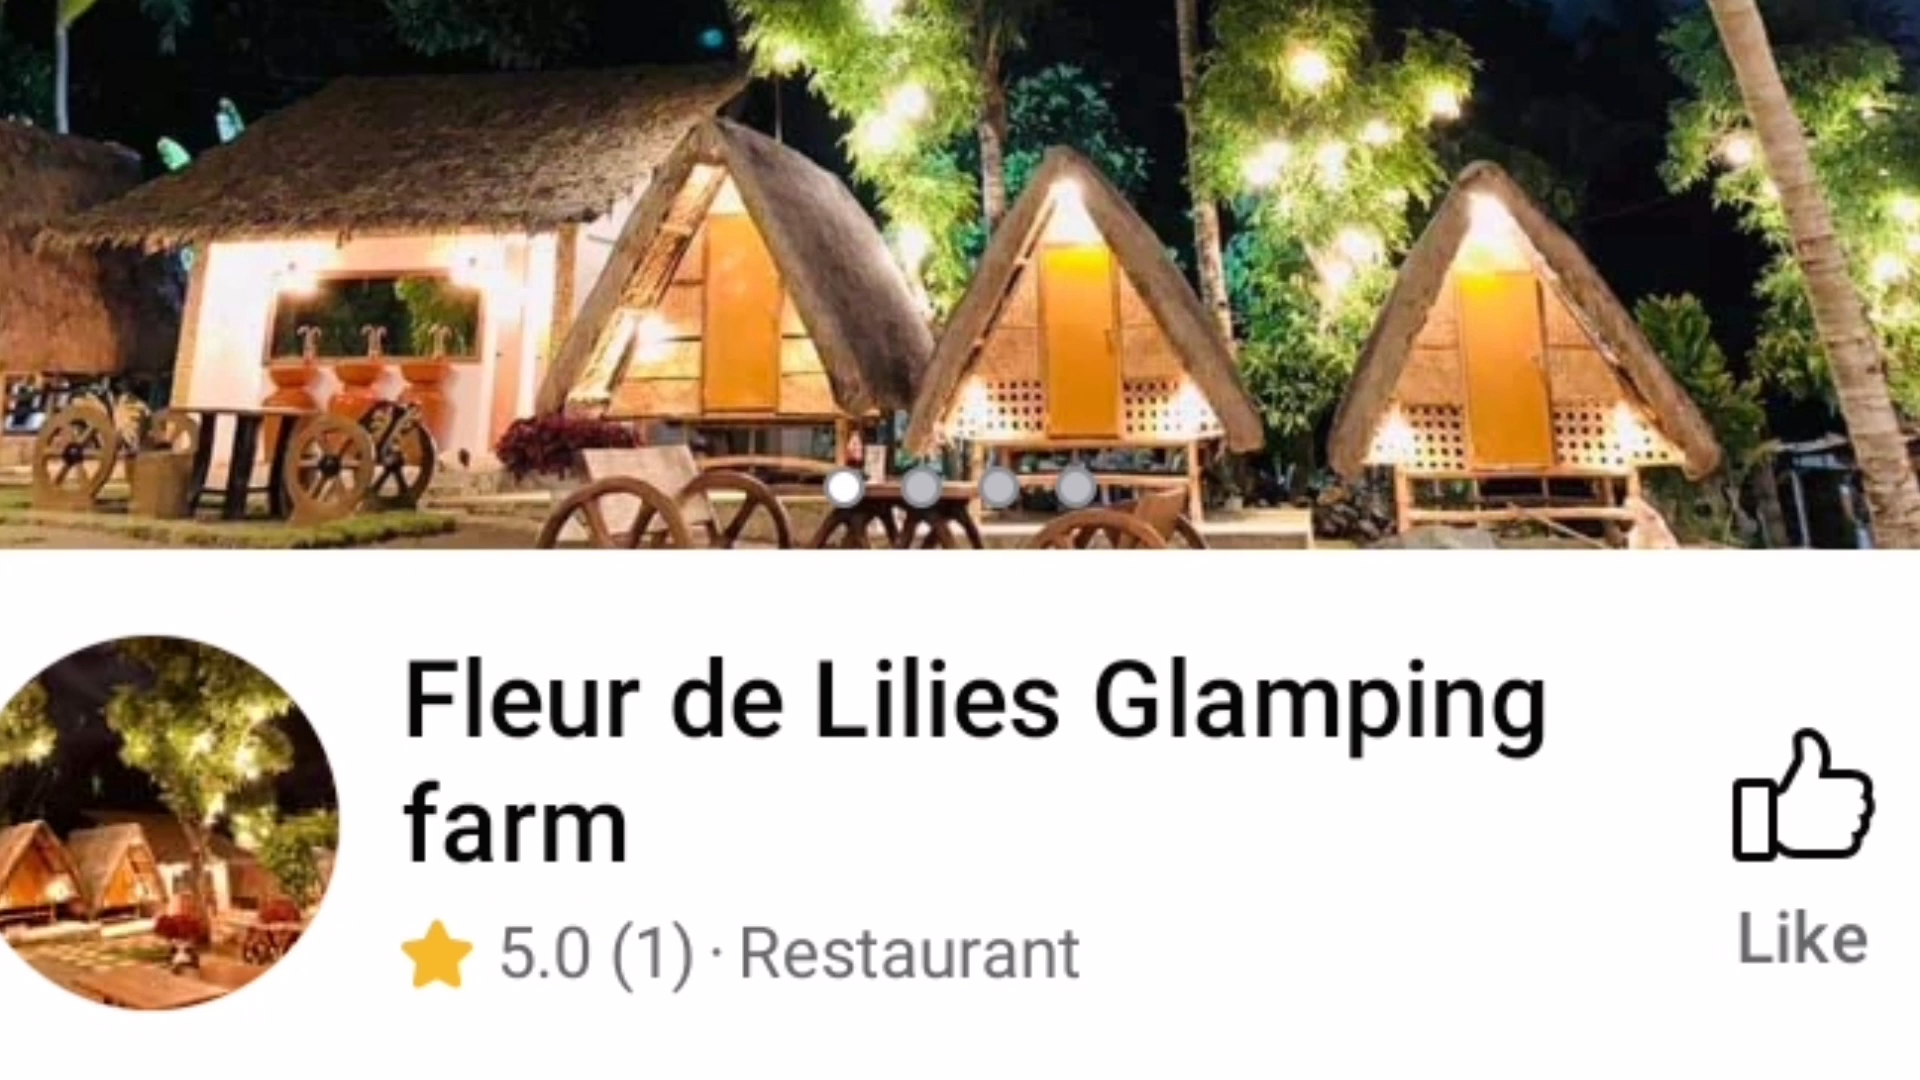 Fleur de Lilies Glamping
farm
5.0 (1) · Restaurant
Like